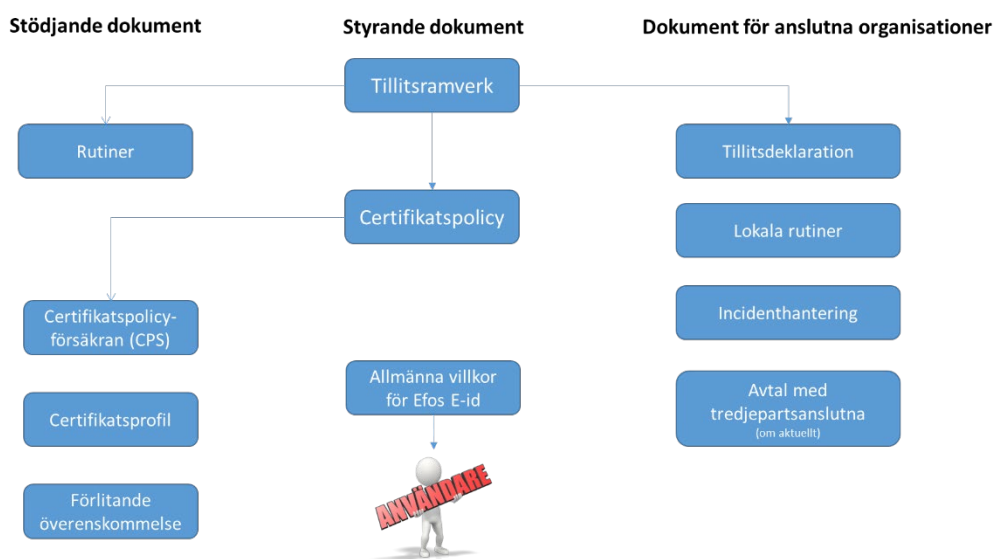 Stödjande dokument
Styrande dokument
Dokument för anslutna organisationer
Tillitsramverk
Rutiner
Tillitsdeklaration
Certifikatspolicy
Lokala rutiner
Certifikatspolicy-
försäkran (CPS)
Incidenthantering
Allmänna villkor
för Efos E-id
Avtal med
tredjepartsanslutna
(om aktuellt)
Certifikatsprofil
ANVÄNDARE
Förlitande
överenskommelse